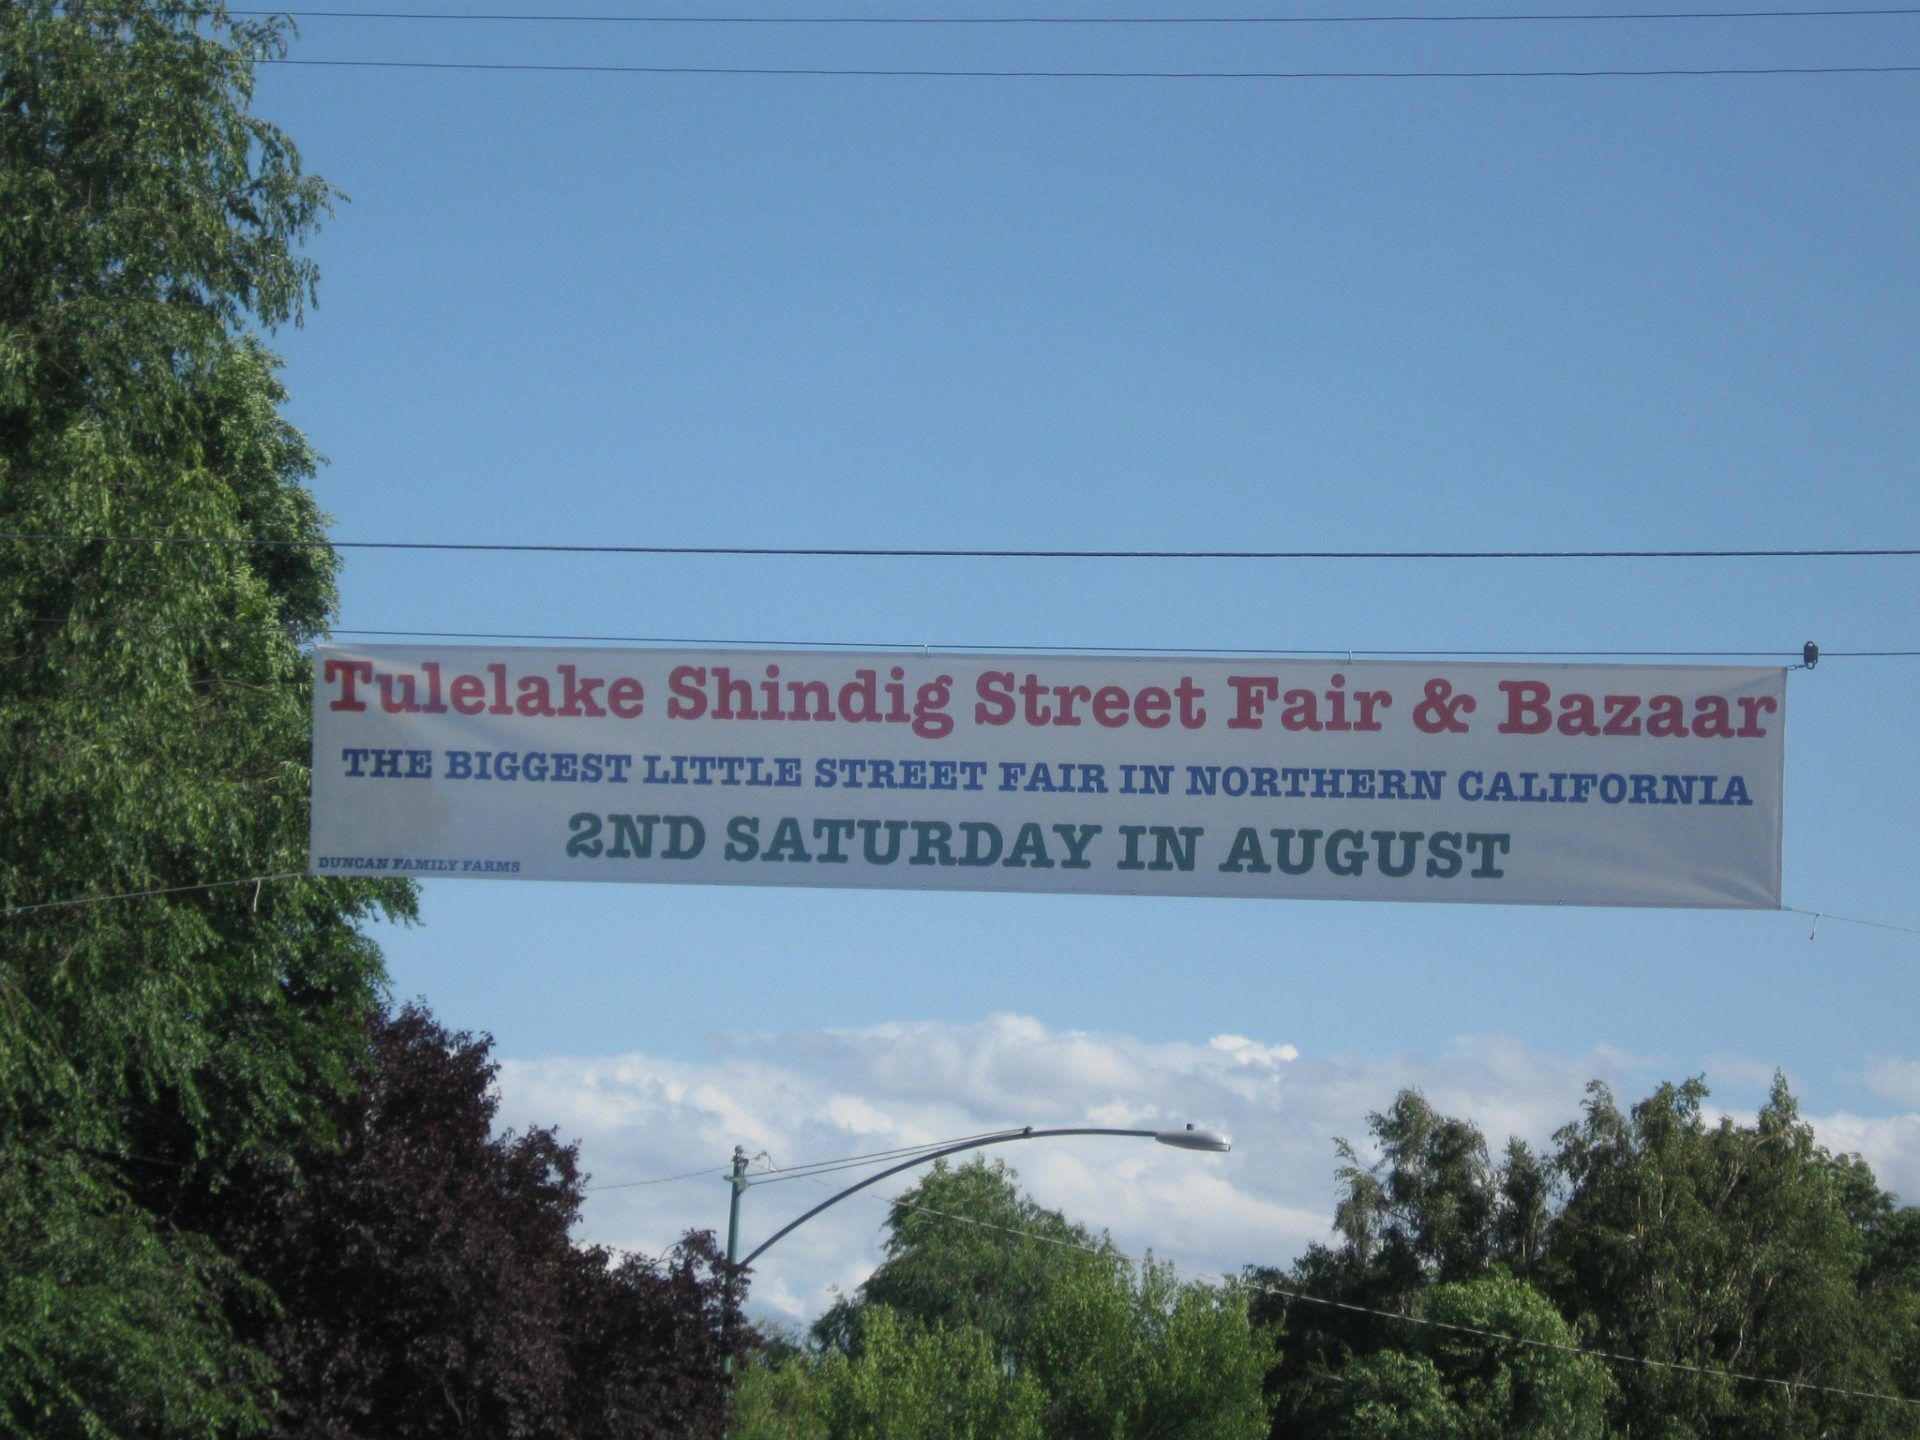 Tulelake Shindig Street Fair & Bazaar
THE BIGGEST LITTLE STREET FAIR IN NORTHERN CALIFORNIA
2ND SATURDAY IN AUGUST
DUNCAN FAMILY FARMS